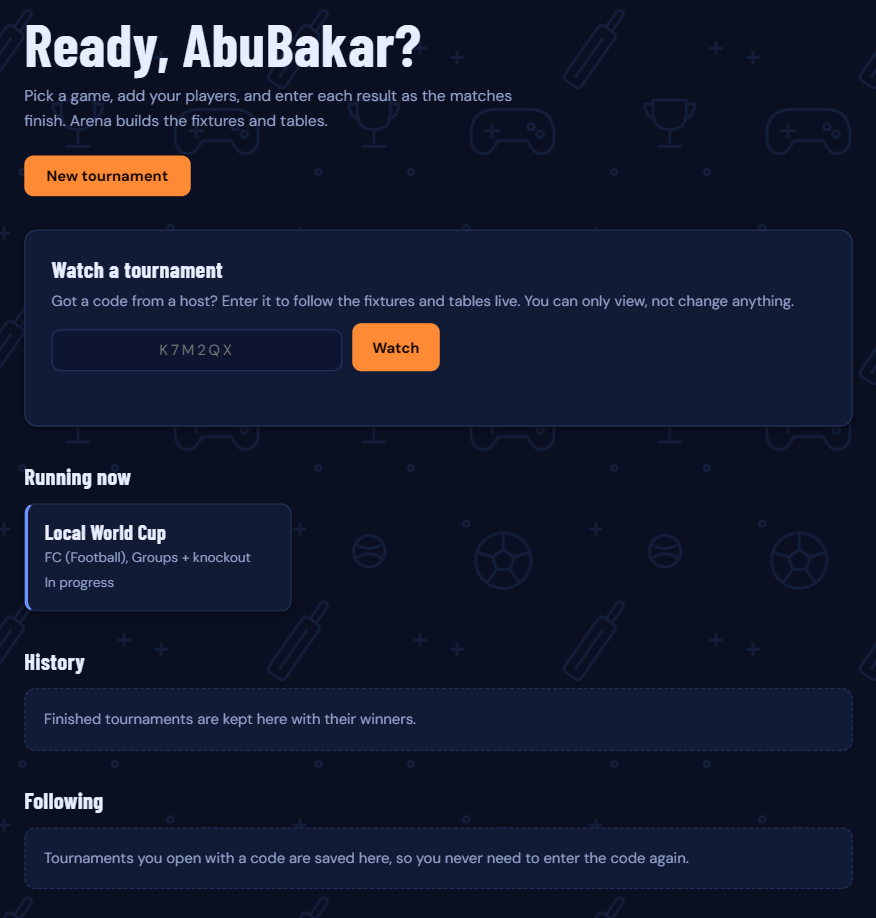 Ready, AbuBakar?
Pick a game, add your players, and enter each result as the matches
finish. Arena builds the fixtures and tables.
New tournament
Watch a tournament
Got a code from a host? Enter it to follow the fixtures and tables live. You can only view, not change anything.
K7M2QX
Watch
Running now
Local World Cup
FC (Football), Groups + knockout
In progress
History
Finished tournaments are kept here with their winners.
Following
Tournaments you open with a code are saved here, so you never need to enter the code again.